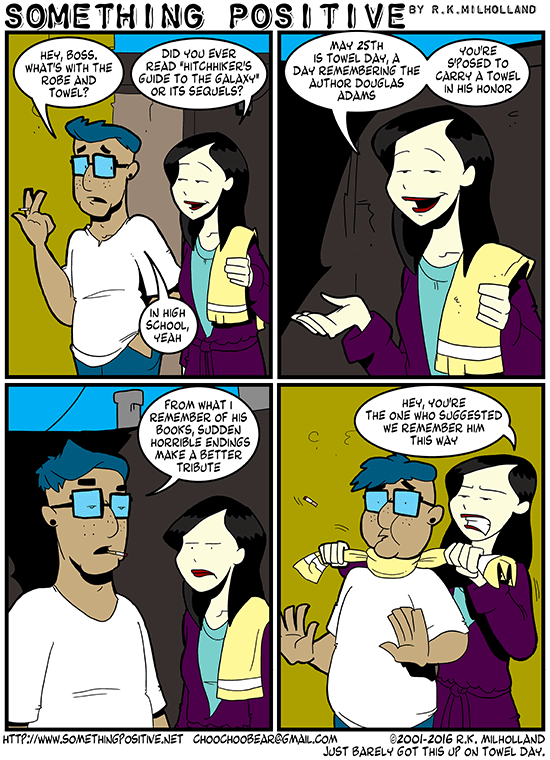 SOMETHING POSITIVE BY R.K.MILHOLLAND
HEY, BOSS.
WHAT'S WITH THE
ROBE AND
TOWEL?
DID YOU EVER
READ "HITCHHIKER'S
GUIDE TO THE GALAXY"
OR ITS SEQUELS?
IN HIGH
SCHOOL,
YEAH
MAY 25TH
IS TOWEL DAY, A
DAY REMEMBERING THE
AUTHOR DOUGLAS
ADAMS
YOU'RE
S'POSED TO
CARRY A TOWEL
IN HIS HONOR
FROM WHAT I
REMEMBER OF HIS
BOOKS, SUDDEN
HORRIBLE ENDINGS
MAKE A BETTER
TRIBUTE
HEY, YOU'RE
THE ONE WHO SUGGESTED
WE REMEMBER HIM
THIS WAY
HTTP://WWW.SOMETHINGPOSITIVE.NET CHOOCHOOBEAR@GMAIL.COM ©2001-2016 R.K. MILHOLLAND
JUST BARELY GOT THIS UP ON TOWEL DAY.